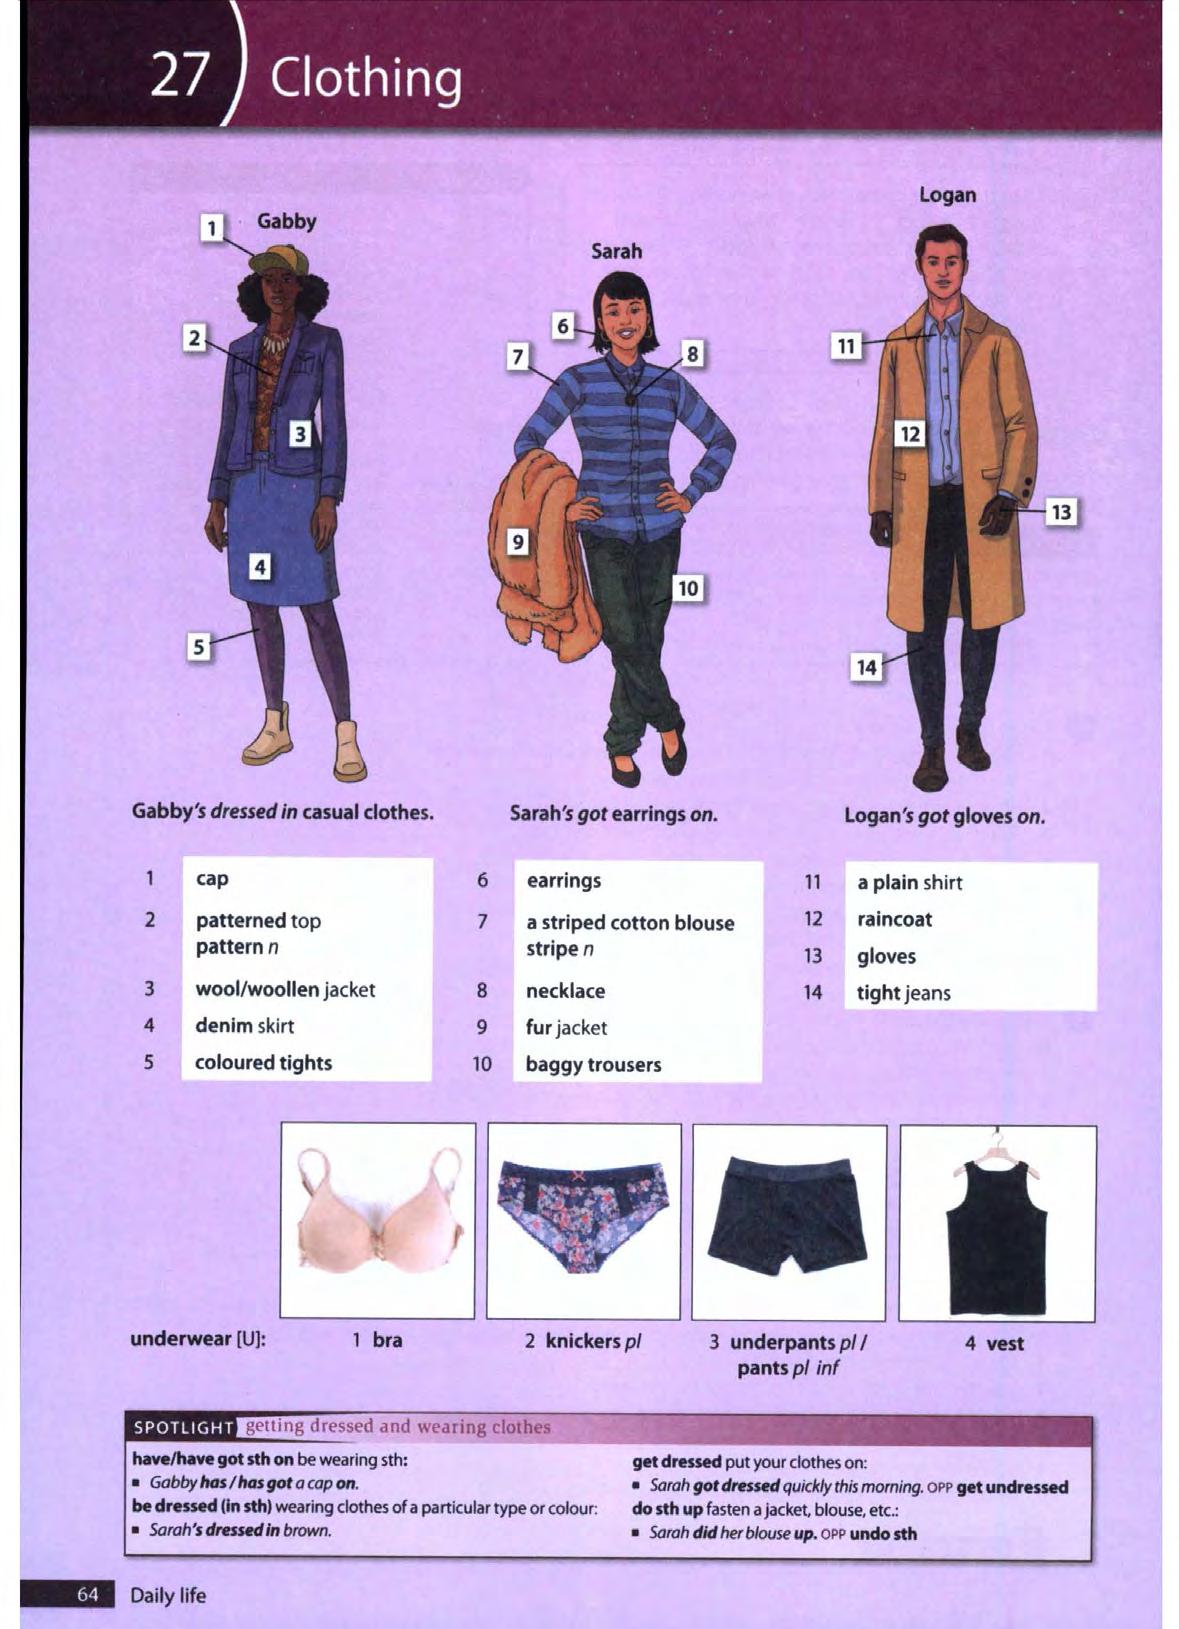 27 Clothing
Logan
Gabby
Sarah
1
2
3
4
5
6
7
8
9
10
11
12
13
14
Gabby's dressed in casual clothes.
Sarah's got earrings on.
Logan's got gloves on.
1 cap
2 patterned top
pattern n
3 wool/woollen jacket
4 denim skirt
5 coloured tights
6 earrings
7 a striped cotton blouse
stripe n
8 necklace
9 fur jacket
10 baggy trousers
11 a plain shirt
12 raincoat
13 gloves
14 tight jeans
underwear [U]:
1 bra
2 knickers pl
3 underpants pl /
pants pl inf
4 vest
SPOTLIGHT getting dressed and wearing clothes
have/have got sth on be wearing sth:
▪ Gabby has / has got a cap on.
be dressed (in sth) wearing clothes of a particular type or colour:
▪ Sarah's dressed in brown.
get dressed put your clothes on:
▪ Sarah got dressed quickly this morning. OPP get undressed
do sth up fasten a jacket, blouse, etc.:
▪ Sarah did her blouse up. OPP undo sth
64 Daily life